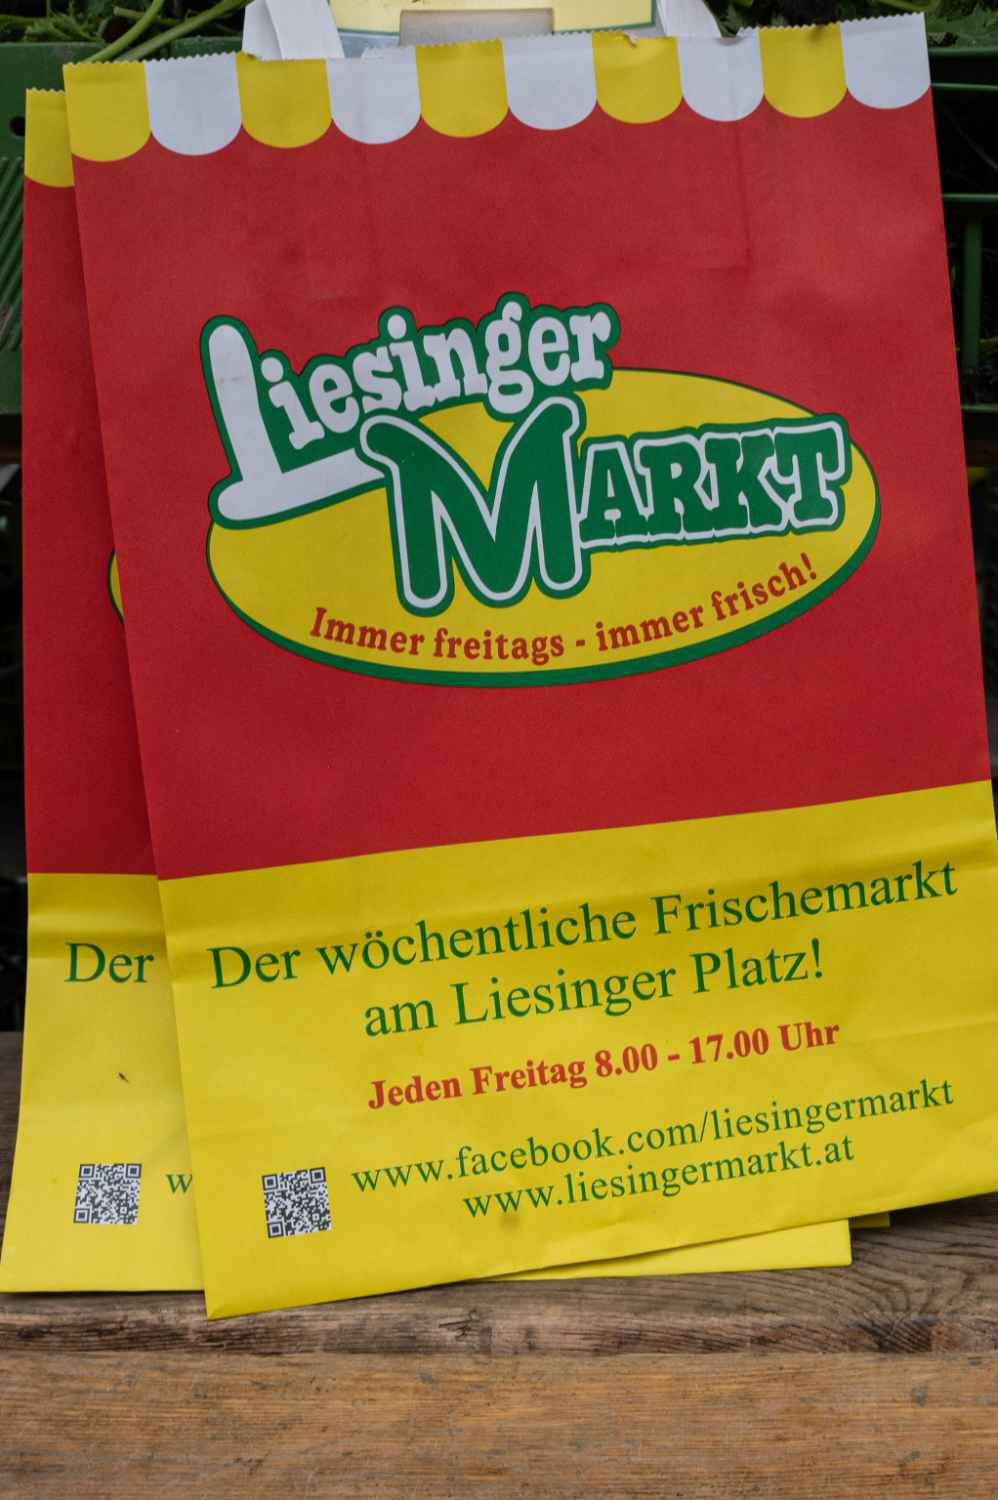 Liesinger
MARKT
Immer freitags - immer frisch!
Der wöchentliche Frischemarkt
am Liesinger Platz!
Jeden Freitag 8.00 - 17.00 Uhr
www.facebook.com/liesingermarkt
www.liesingermarkt.at
Der
w